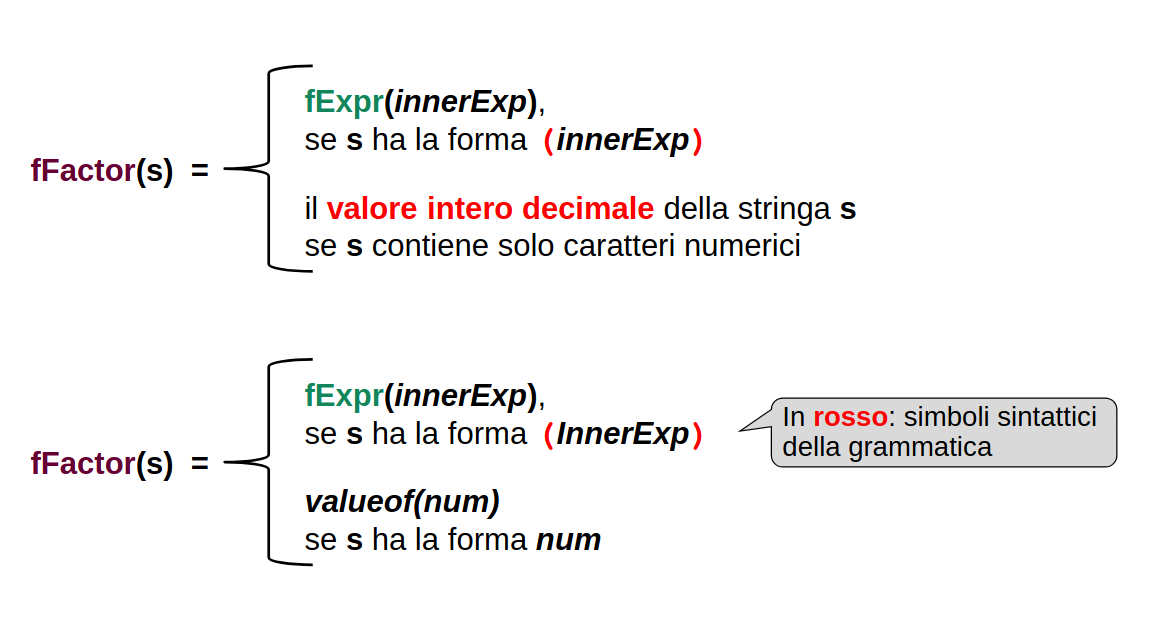 fExpr(innerExp),
se s ha la forma (innerExp)
fFactor(s) =
il valore intero decimale della stringa s
se s contiene solo caratteri numerici
fExpr(innerExp),
se s ha la forma (InnerExp)
fFactor(s) =
valueof(num)
se s ha la forma num
In rosso: simboli sintattici
della grammatica